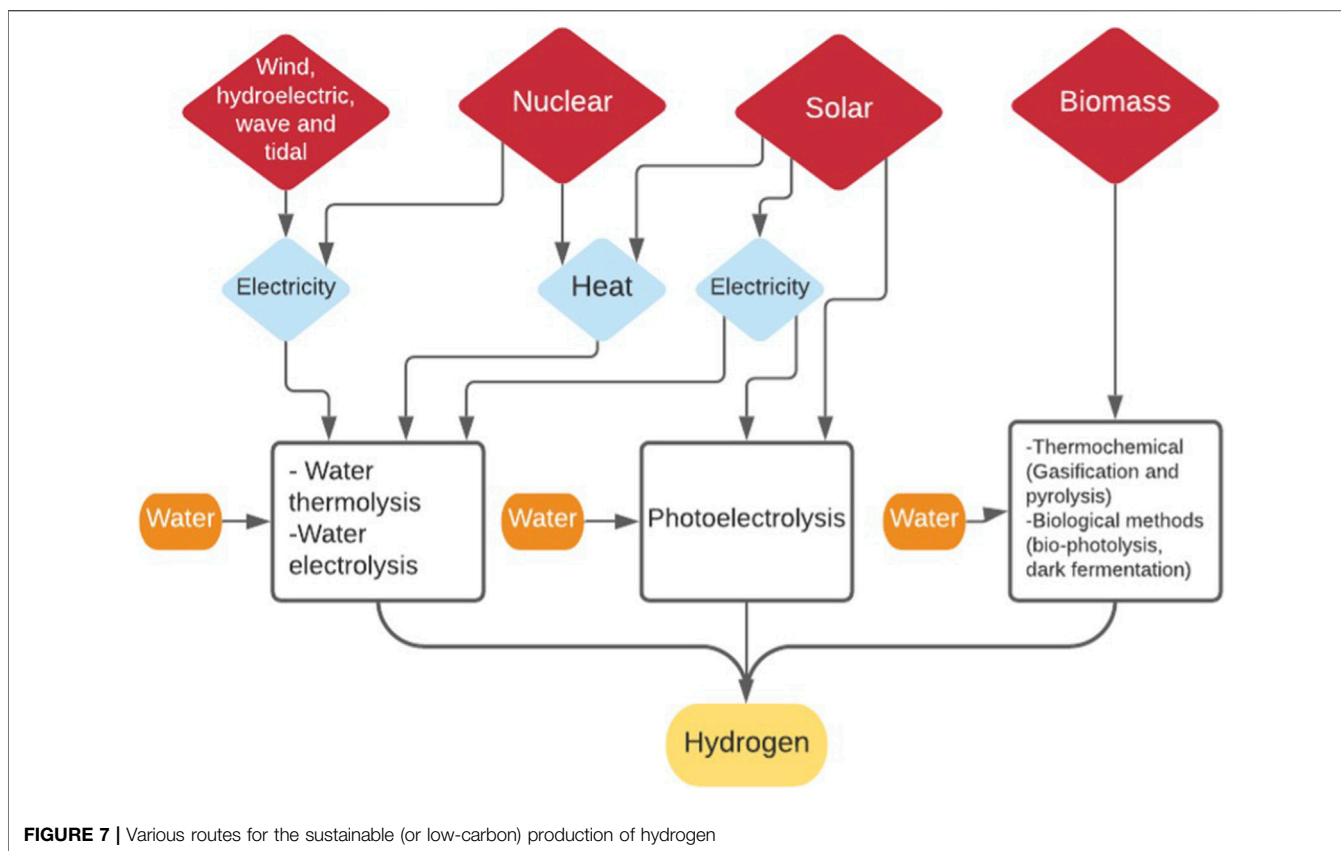 Wind,
hydroelectric,
wave and
tidal
Nuclear
Solar
Biomass
Electricity
Heat
Electricity
Water
- Water
thermolysis
-Water
electrolysis
Water
Photoelectrolysis
Water
-Thermochemical
(Gasification and
pyrolysis)
-Biological methods
(bio-photolysis,
dark fermentation)
Hydrogen
FIGURE 7 | Various routes for the sustainable (or low-carbon) production of hydrogen